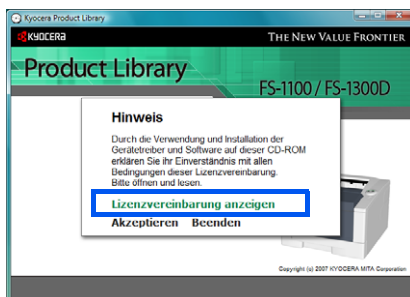 Kyocera Product Library
KYOCERA
THE NEW VALUE FRONTIER
Product Library
FS-1100 / FS-1300D
Hinweis
Durch die Verwendung und Installation der
Gerätetreiber und Software auf dieser CD-ROM
erklären Sie ihr Einverständnis mit allen
Bedingungen dieser Lizenzvereinbarung.
Bitte öffnen und lesen.
Lizenzvereinbarung anzeigen
Akzeptieren Beenden
Copyright (c) 2007 KYOCERA MITA Corporation